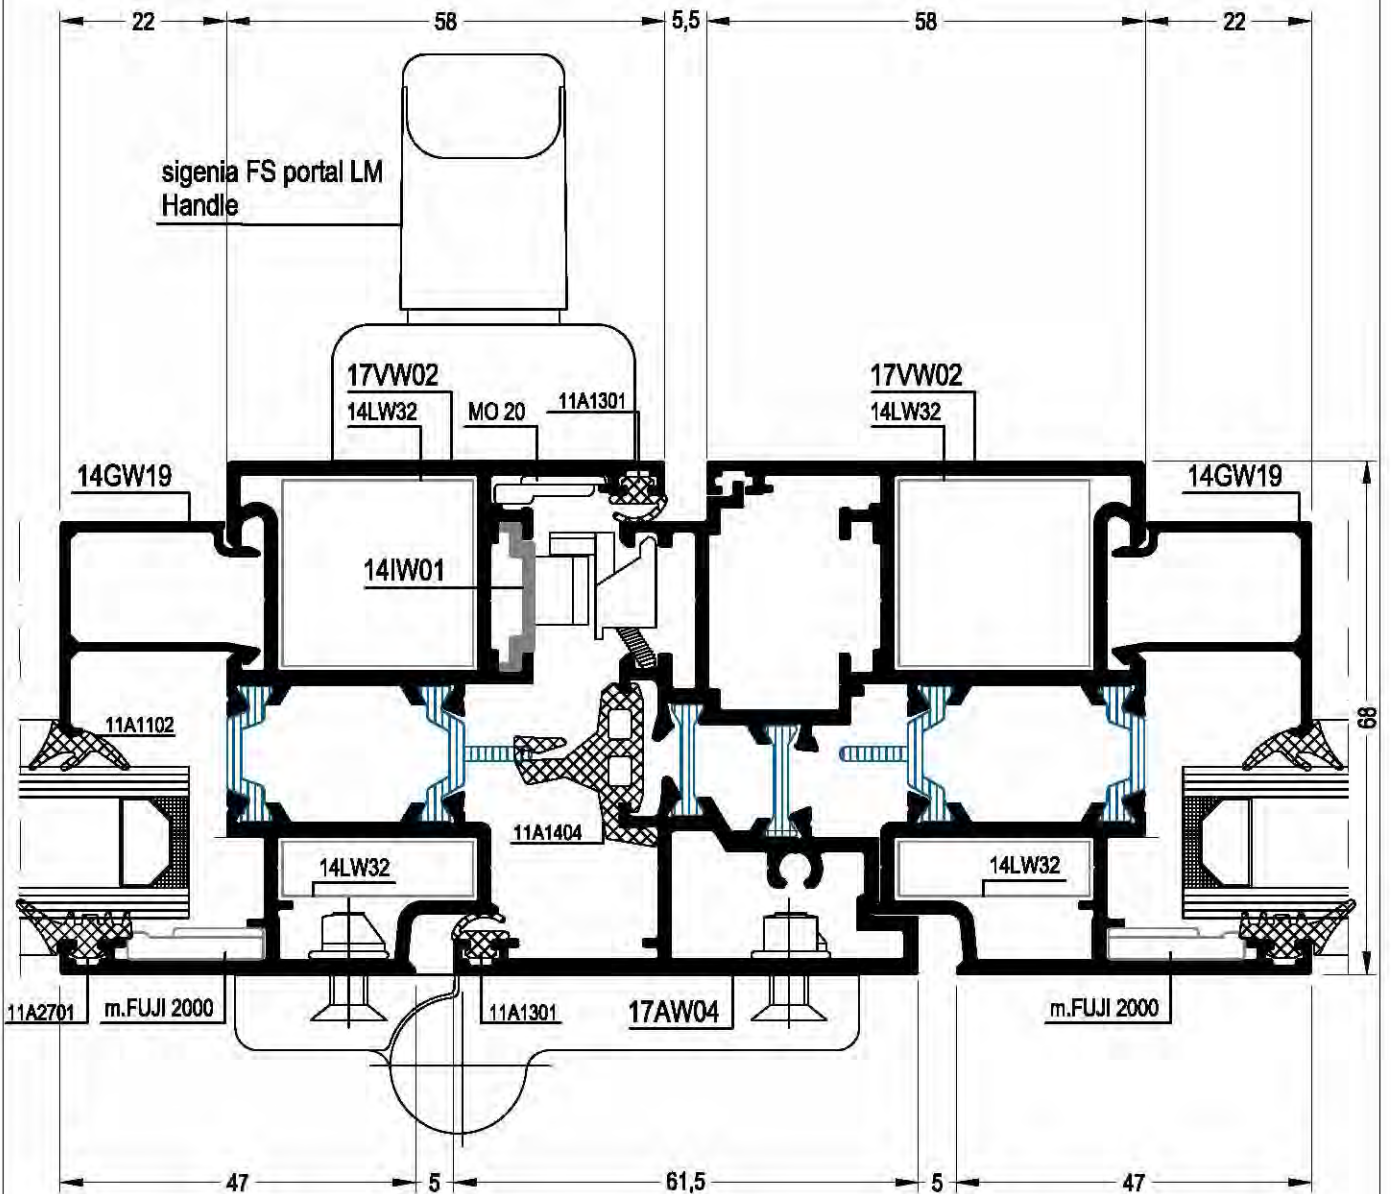 22
58
5,5
58
22
sigenia FS portal LM
Handle
17VW02
17VW02
14LW32
MO 20
11A1301
14LW32
14GW19
14GW19
14IW01
68
11A1102
11A1404
14LW32
14LW32
11A2701
m.FUJI 2000
11A1301
17AW04
m.FUJI 2000
47
5
61,5
5
47